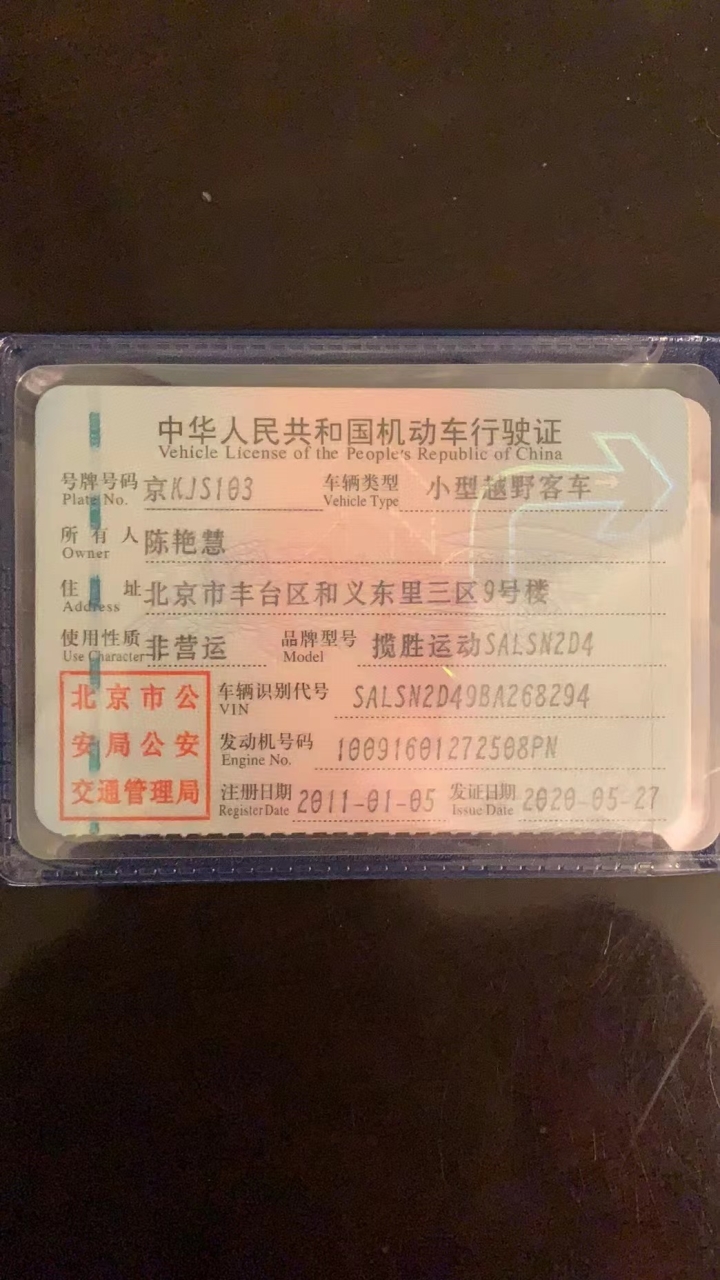 中华人民共和国机动车行驶证
Vehicle License of the People's Republic of China
号牌号码 京KJS103 车辆类型 小型越野客车
Plate No. Vehicle Type
所有人 陈艳慧
Owner
住址 北京市丰台区和义东里三区9号楼
Address
使用性质 非营运 品牌型号 揽胜运动SALSN2D4
Use Character Model
北京市公安局公安交通管理局
车辆识别代号 SALSN2D49BA268294
VIN
发动机号码 10091601272508PN
Engine No.
注册日期 2011-01-05 发证日期 2020-05-27
Register Date Issue Date